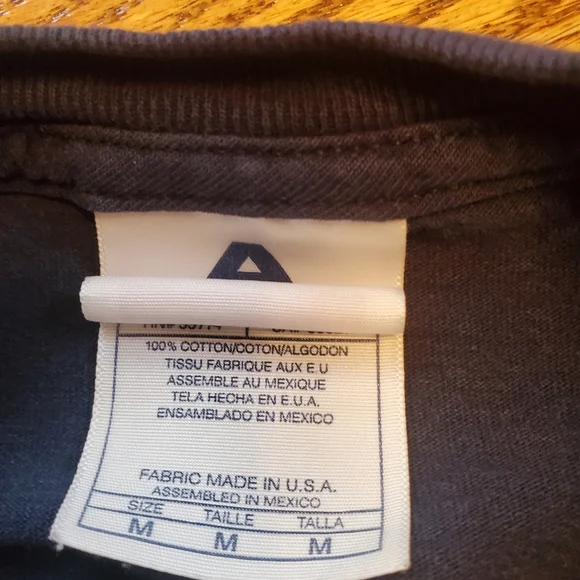 A
100% COTTON/COTON/ALGODON
TISSU FABRIQUE AUX E.U
ASSEMBLE AU MEXIQUE
TELA HECHA EN E.U.A.
ENSAMBLADO EN MEXICO
FABRIC MADE IN U.S.A.
ASSEMBLED IN MEXICO
SIZE TAILLE TALLA
M M M